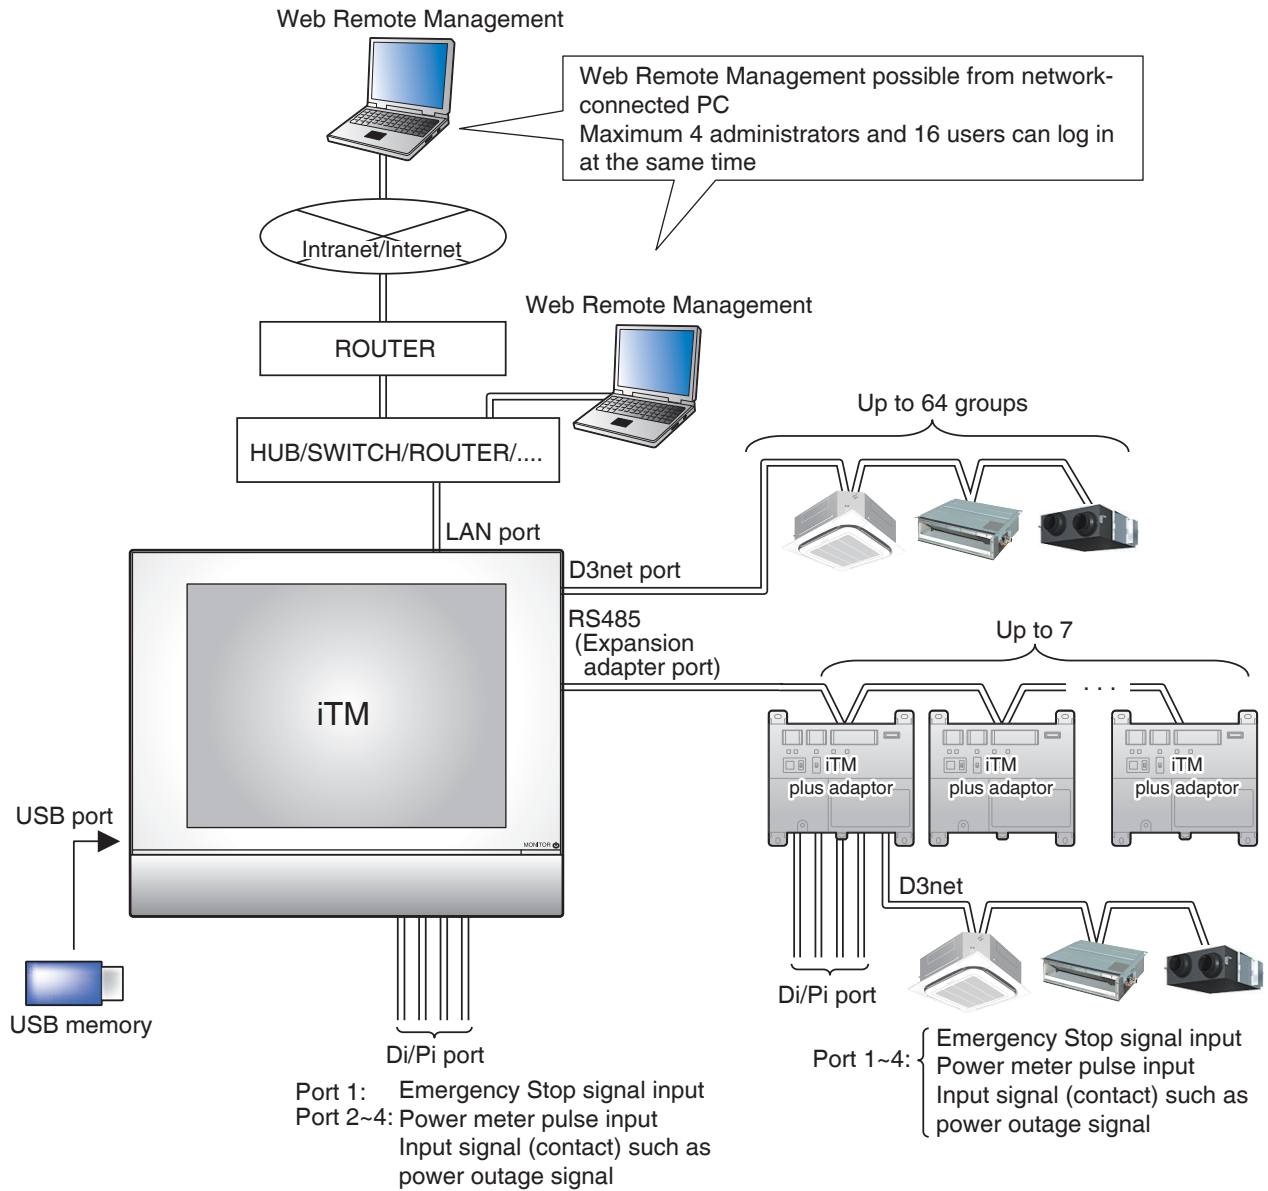 Web Remote Management
Web Remote Management possible from network-
connected PC
Maximum 4 administrators and 16 users can log in
at the same time
Intranet/Internet
Web Remote Management
ROUTER
Up to 64 groups
HUB/SWITCH/ROUTER/....
LAN port
D3net port
RS485
(Expansion
adapter port)
Up to 7
. . .
iTM
iTM
plus adaptor
iTM
plus adaptor
iTM
plus adaptor
USB port
MONITOR
D3net
Di/Pi port
USB memory
Di/Pi port
Port 1: Emergency Stop signal input
Port 2~4: Power meter pulse input
Input signal (contact) such as
power outage signal
Port 1~4:
Emergency Stop signal input
Power meter pulse input
Input signal (contact) such as
power outage signal